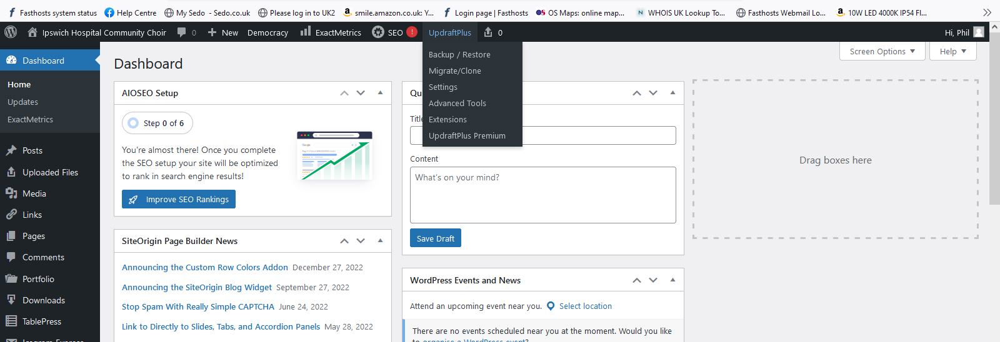 Fasthosts system status
Help Centre
My Sedo - Sedo.co.uk
Please log in to UK2
smile.amazon.co.uk: Y...
Login page | Fasthosts
OS Maps: online map...
WHOIS UK Lookup To...
Fasthosts Webmail Lo...
10W LED 4000K IP54 Fl...
Ipswich Hospital Community Choir
0
New
Democracy
ExactMetrics
SEO
!
UpdraftPlus
0
Hi, Phil
Backup / Restore
Migrate/Clone
Settings
Advanced Tools
Extensions
UpdraftPlus Premium
Screen Options
Help
Dashboard
Home
Updates
ExactMetrics
Posts
Uploaded Files
Media
Links
Pages
Comments
Portfolio
Downloads
TablePress
Dashboard
AIOSEO Setup
Step 0 of 6
You're almost there! Once you complete
the SEO setup your site will be optimized
to rank in search engine results!
Google
Improve SEO Rankings
SiteOrigin Page Builder News
Announcing the Custom Row Colors Addon December 27, 2022
Announcing the SiteOrigin Blog Widget September 27, 2022
Stop Spam With Really Simple CAPTCHA June 24, 2022
Link to Directly to Slides, Tabs, and Accordion Panels May 28, 2022
Qu
Title
Content
What's on your mind?
Save Draft
WordPress Events and News
Attend an upcoming event near you.
Select location
There are no events scheduled near you at the moment. Would you like
to organise a WordPress event?
Drag boxes here